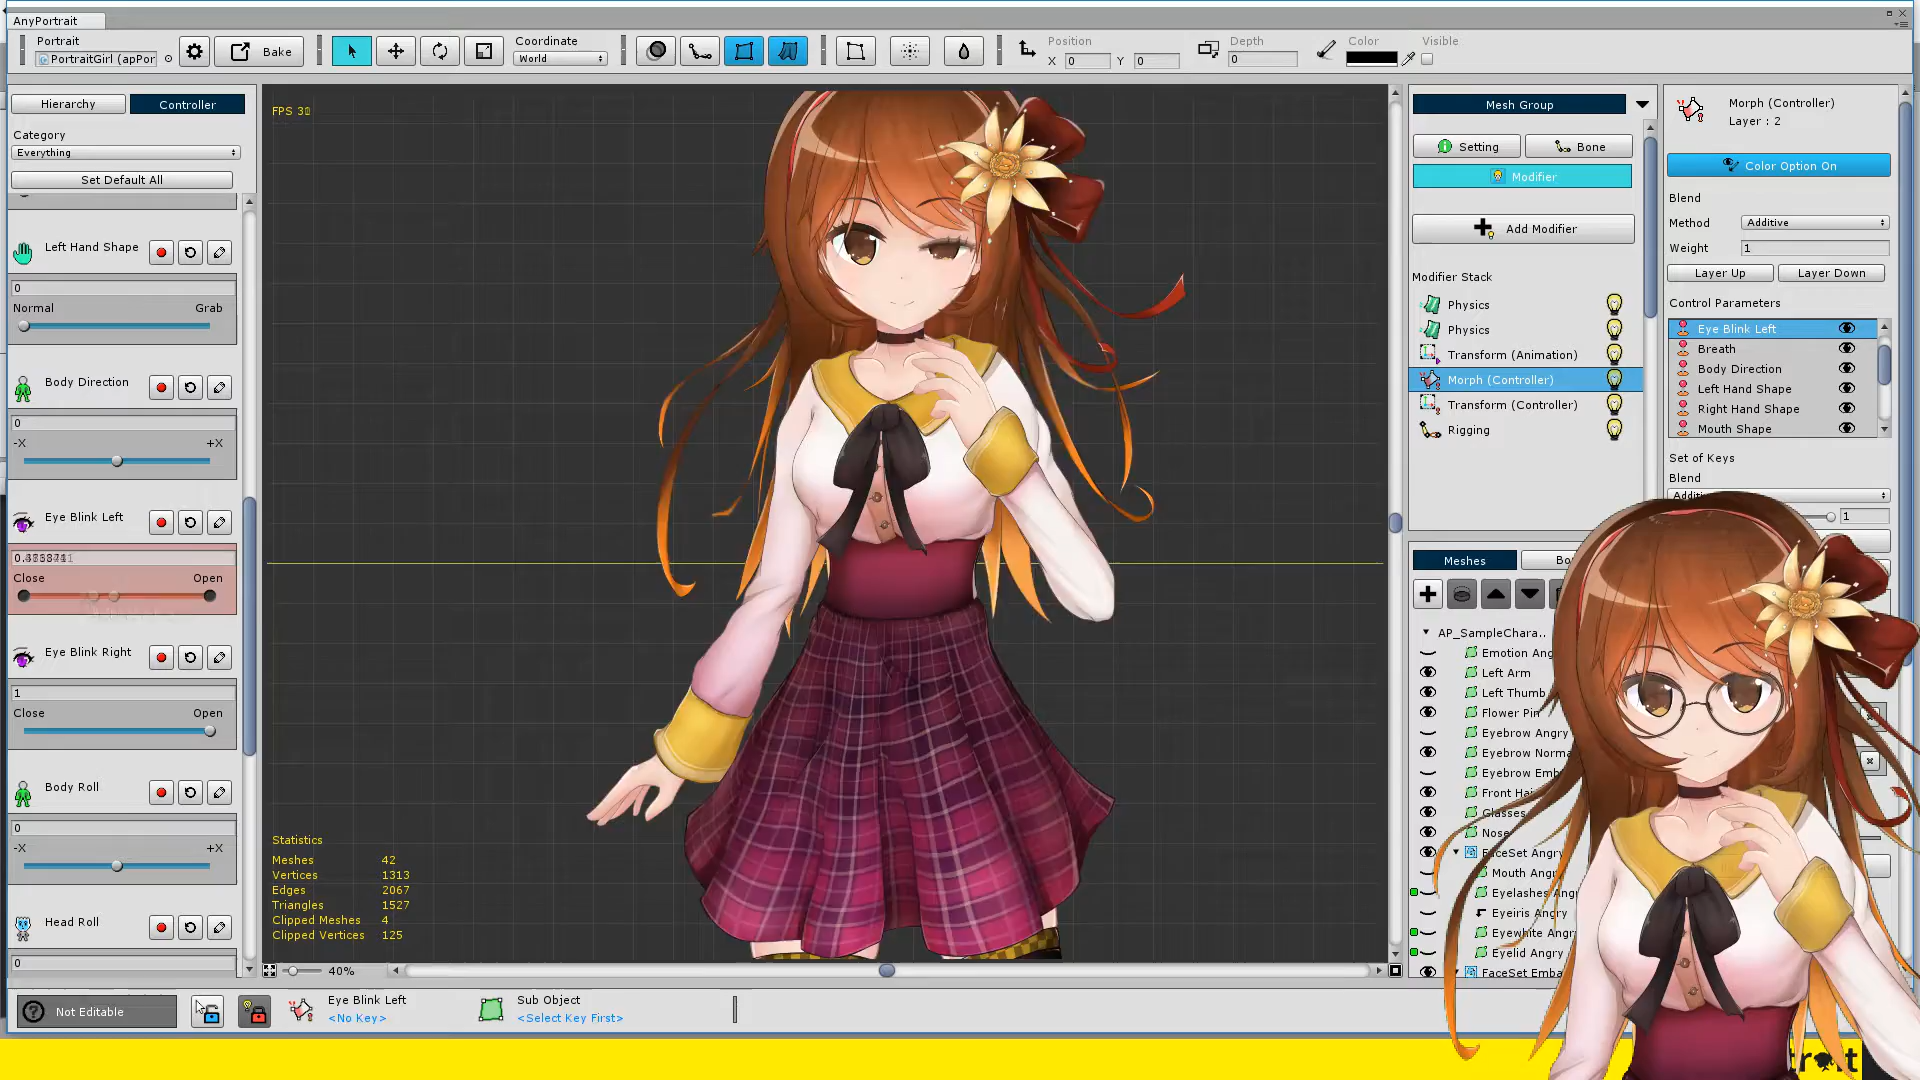 AnyPortrait
Portrait
PortraitGirl (apPor
Bake
Coordinate
World
Position
X 0 Y 0
Depth
0
Color
Visible
Hierarchy
Controller
Category
Everything
Set Default All
Left Hand Shape
0
Normal Grab
Body Direction
0
-X +X
Eye Blink Left
Close Open
Eye Blink Right
1
Close Open
Body Roll
0
-X +X
Head Roll
0
FPS
Statistics
Meshes 42
Vertices 1313
Edges 2067
Triangles 1527
Clipped Meshes 4
Clipped Vertices 125
40%
Mesh Group
Setting
Bone
Modifier
Add Modifier
Modifier Stack
Physics
Physics
Transform (Animation)
Morph (Controller)
Transform (Controller)
Rigging
Meshes
Bo
AP_SampleChara..
Emotion Ang
Left Arm
Left Thumb
Flower Pin
Eyebrow Angry
Eyebrow Norma
Eyebrow Emb
Front Hai
Glasses
Nose
FaceSet Angry
Mouth Ang
Eyelashes Angr
Eyeiris Angry
Eyewhite Angr
Eyelid Angry
FaceSet Emba
Morph (Controller)
Layer : 2
Color Option On
Blend
Method Additive
Weight 1
Layer Up
Layer Down
Control Parameters
Eye Blink Left
Breath
Body Direction
Left Hand Shape
Right Hand Shape
Mouth Shape
Set of Keys
Blend
Additi
1
Not Editable
Eye Blink Left
<No Key>
Sub Object
<Select Key First>